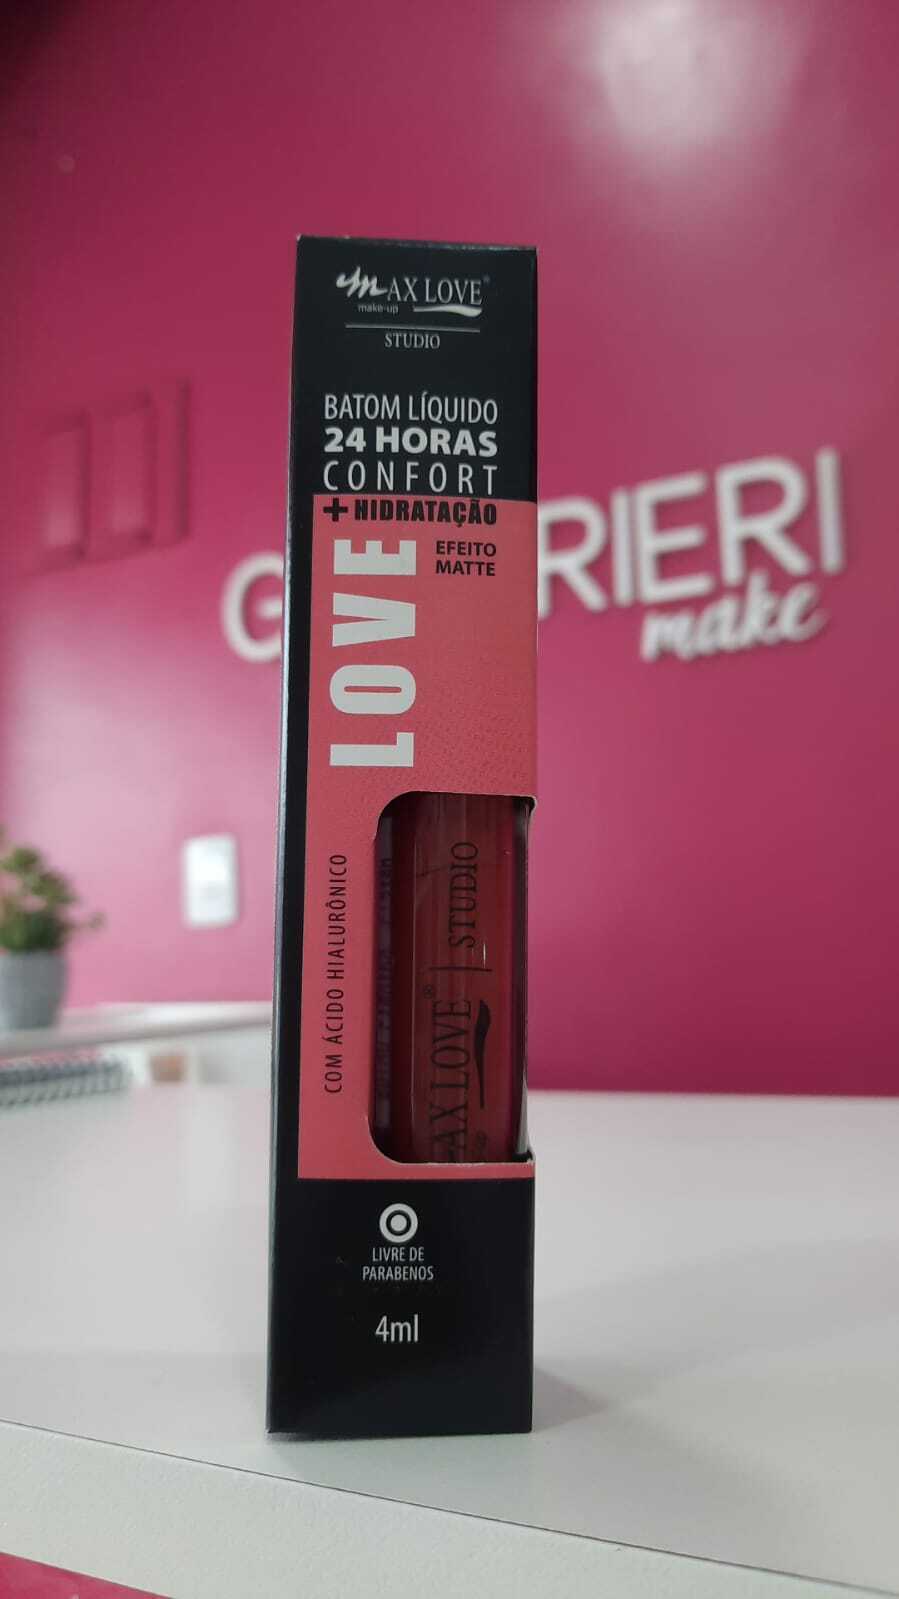 MAX LOVE®
make-up
STUDIO
BATOM LÍQUIDO
24 HORAS
CONFORT
+ HIDRATAÇÃO
EFEITO
MATTE
LOVE
COM ÁCIDO HIALURÔNICO
AX LOVE® | STUDIO
LIVRE DE
PARABENOS
4ml
G RIERI
make